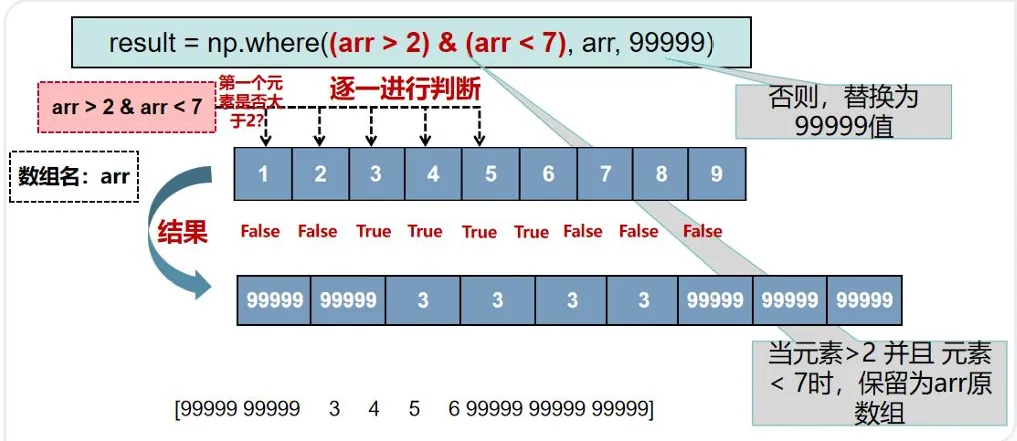 result = np.where((arr > 2) & (arr < 7), arr, 99999)
arr > 2 & arr < 7
第一个元
素是否大
于2?
逐一进行判断
否则，替换为
99999值
数组名：arr
1 2 3 4 5 6 7 8 9
结果
False False True True True True False False False
99999 99999 3 3 3 3 99999 99999 99999
当元素>2 并且 元素
< 7时，保留为arr原
数组
[99999 99999 3 4 5 6 99999 99999 99999]